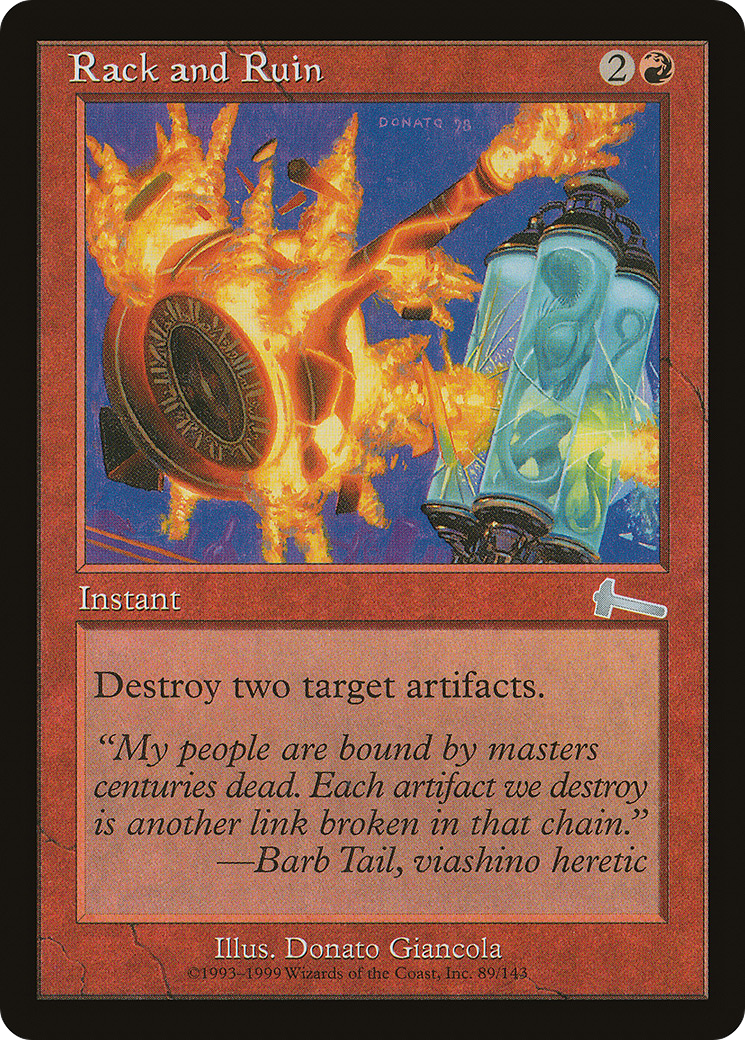 Rack and Ruin
2
DONATO 98
Instant
Destroy two target artifacts.
“My people are bound by masters
centuries dead. Each artifact we destroy
is another link broken in that chain.”
—Barb Tail, viashino heretic
Illus. Donato Giancola
©1993–1999 Wizards of the Coast, Inc. 89/143